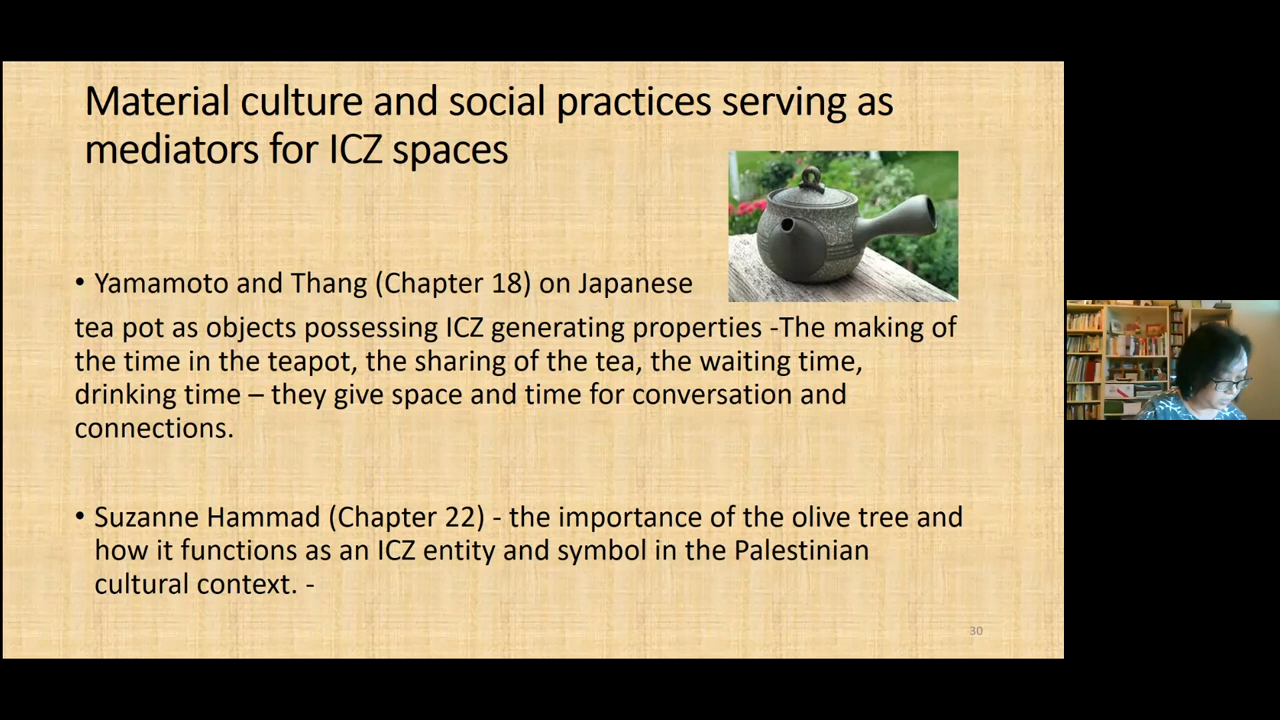 Material culture and social practices serving as
mediators for ICZ spaces
• Yamamoto and Thang (Chapter 18) on Japanese
tea pot as objects possessing ICZ generating properties -The making of
the time in the teapot, the sharing of the tea, the waiting time,
drinking time – they give space and time for conversation and
connections.
• Suzanne Hammad (Chapter 22) - the importance of the olive tree and
how it functions as an ICZ entity and symbol in the Palestinian
cultural context. -
30